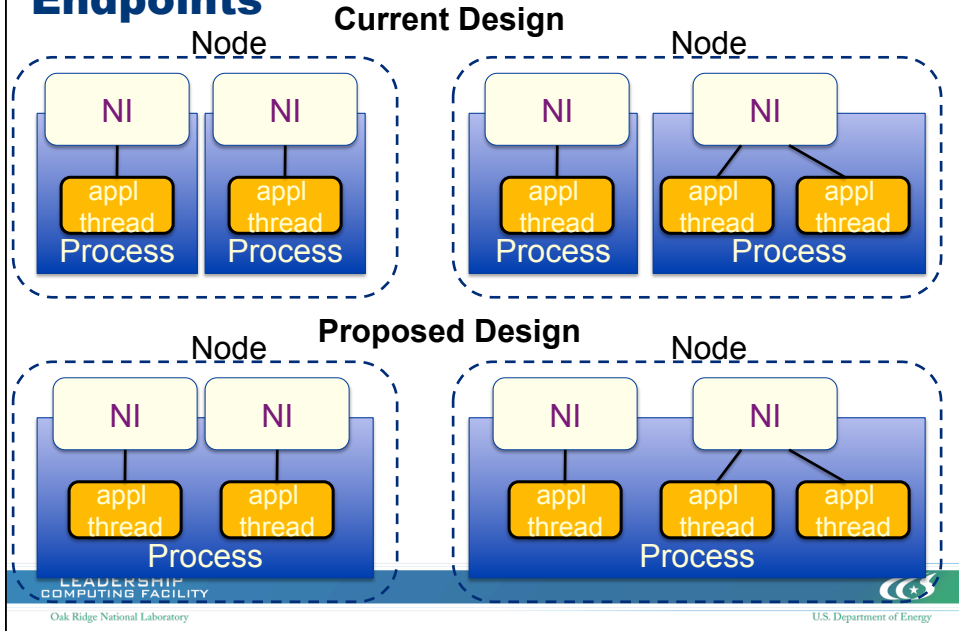 Endpoints
Current Design
Node
Node
NI
NI
NI
NI
appl
thread
appl
thread
appl
thread
appl
thread
appl
thread
Process
Process
Process
Process
Proposed Design
Node
Node
NI
NI
NI
NI
appl
thread
appl
thread
appl
thread
appl
thread
appl
thread
Process
Process
LEADERSHIP
COMPUTING FACILITY
Oak Ridge National Laboratory
U.S. Department of Energy